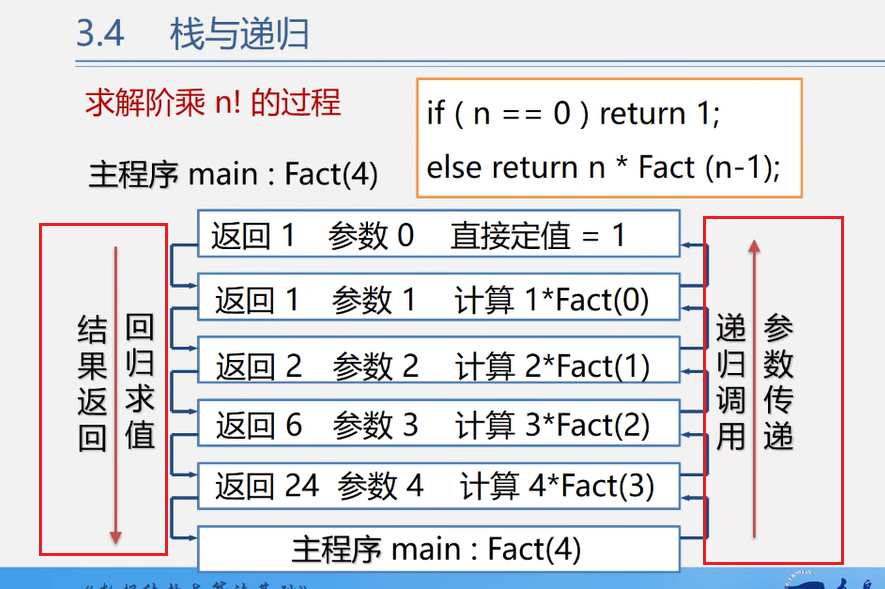 3.4 栈与递归
求解阶乘 n! 的过程
if ( n == 0 ) return 1;
else return n * Fact (n-1);
主程序 main : Fact(4)
返回 1 参数 0 直接定值 = 1
返回 1 参数 1 计算 1*Fact(0)
返回 2 参数 2 计算 2*Fact(1)
返回 6 参数 3 计算 3*Fact(2)
返回 24 参数 4 计算 4*Fact(3)
主程序 main : Fact(4)
结果返回
回归求值
递归调用
参数传递